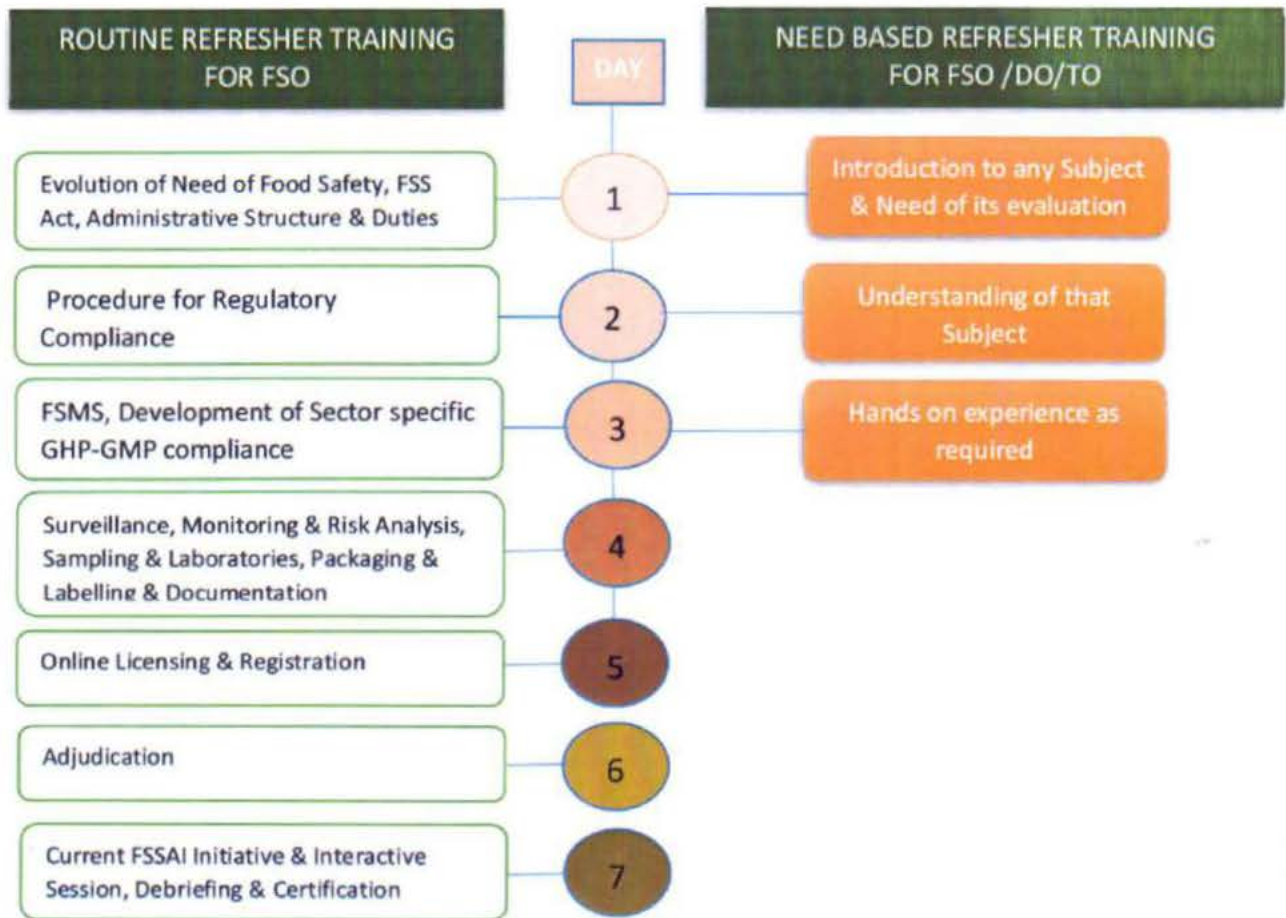 ROUTINE REFRESHER TRAINING
FOR FSO
DAY
NEED BASED REFRESHER TRAINING
FOR FSO /DO/TO
Evolution of Need of Food Safety, FSS
Act, Administrative Structure & Duties
1
Introduction to any Subject
& Need of its evaluation
Procedure for Regulatory
Compliance
2
Understanding of that
Subject
FSMS, Development of Sector specific
GHP-GMP compliance
3
Hands on experience as
required
Surveillance, Monitoring & Risk Analysis,
Sampling & Laboratories, Packaging &
Labelling & Documentation
4
Online Licensing & Registration
5
Adjudication
6
Current FSSAI Initiative & Interactive
Session, Debriefing & Certification
7